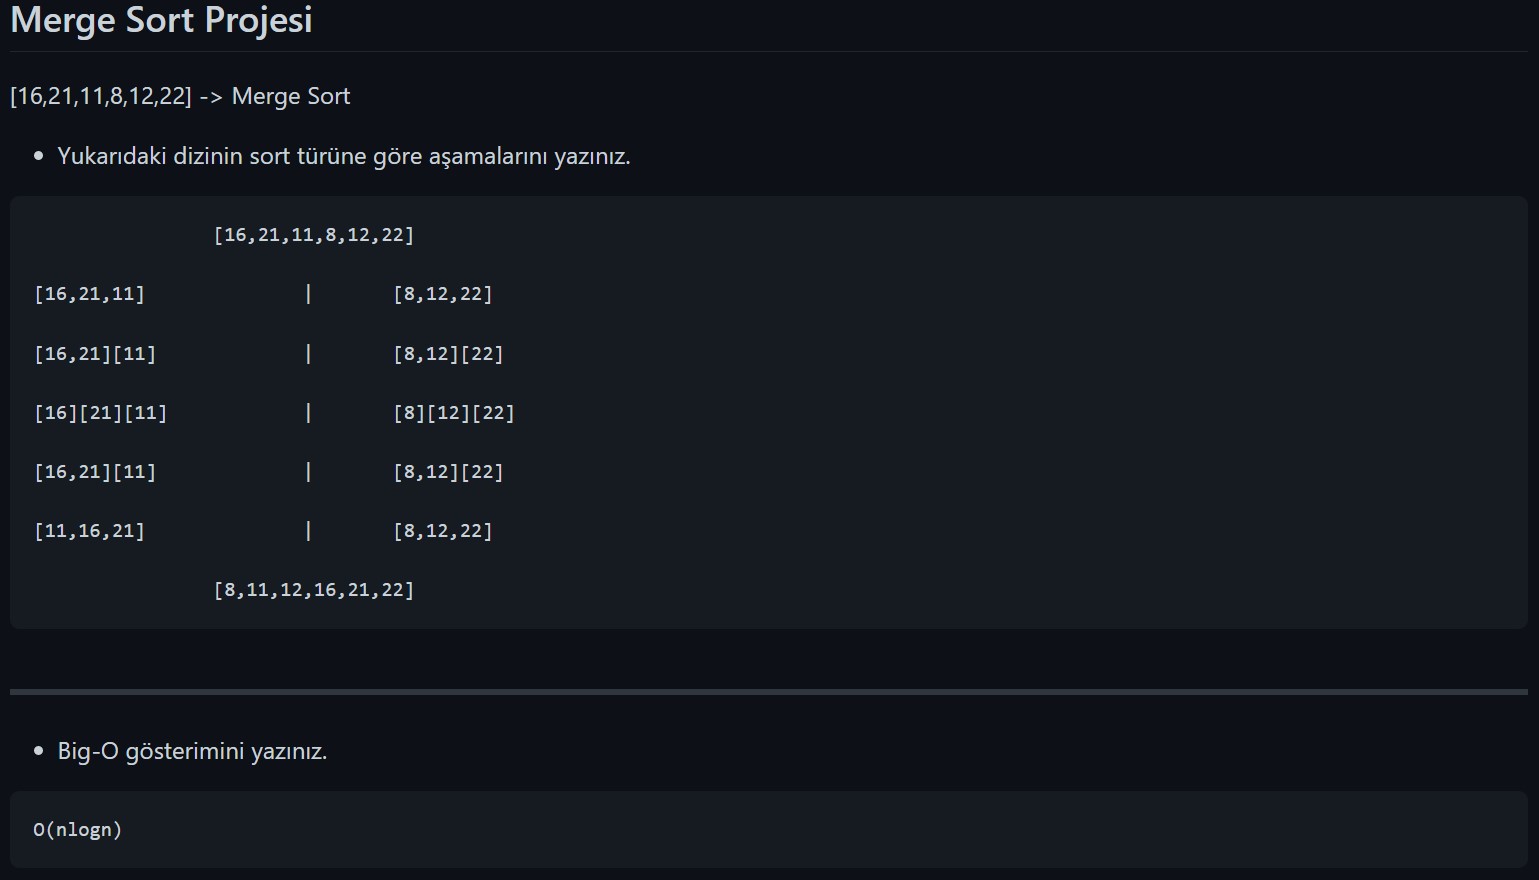 Merge Sort Projesi
[16,21,11,8,12,22] -> Merge Sort
• Yukarıdaki dizinin sort türüne göre aşamalarını yazınız.
[16,21,11,8,12,22]
[16,21,11] | [8,12,22]
[16,21][11] | [8,12][22]
[16][21][11] | [8][12][22]
[16,21][11] | [8,12][22]
[11,16,21] | [8,12,22]
[8,11,12,16,21,22]
• Big-O gösterimini yazınız.
O(nlogn)